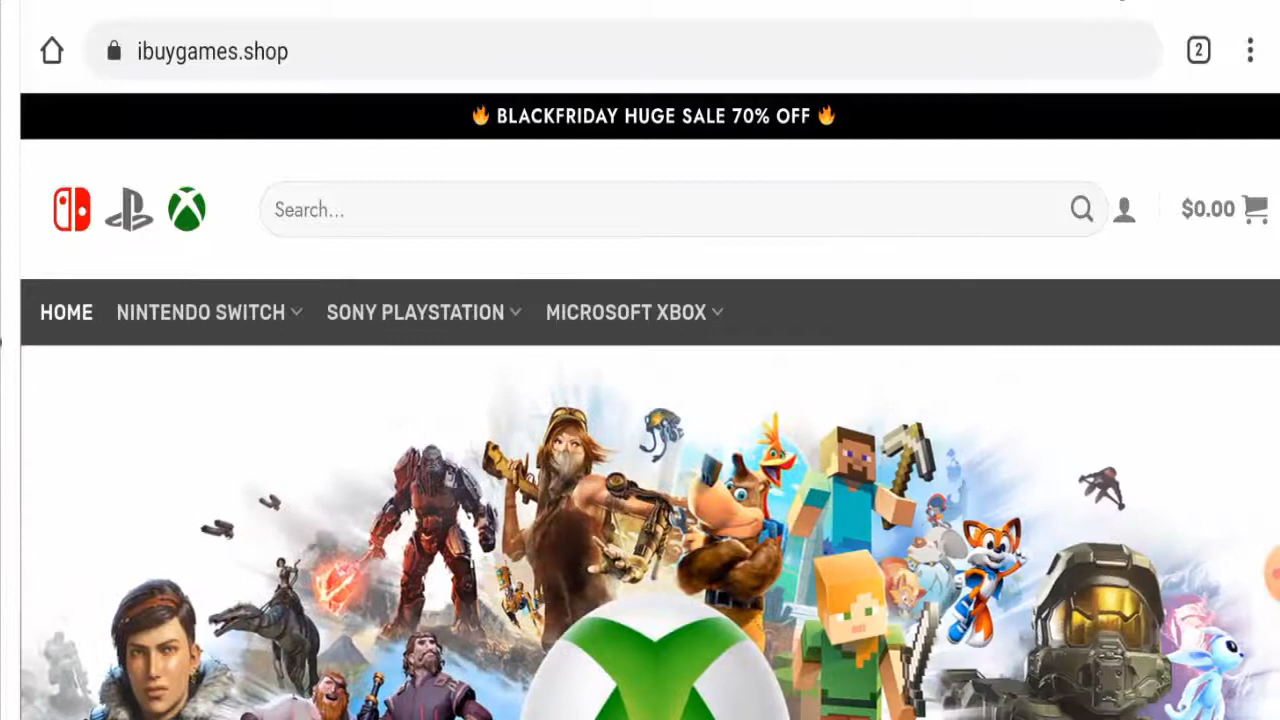 ibuygames.shop
2
🔥 BLACKFRIDAY HUGE SALE 70% OFF 🔥
Search...
$0.00
HOME NINTENDO SWITCH SONY PLAYSTATION MICROSOFT XBOX